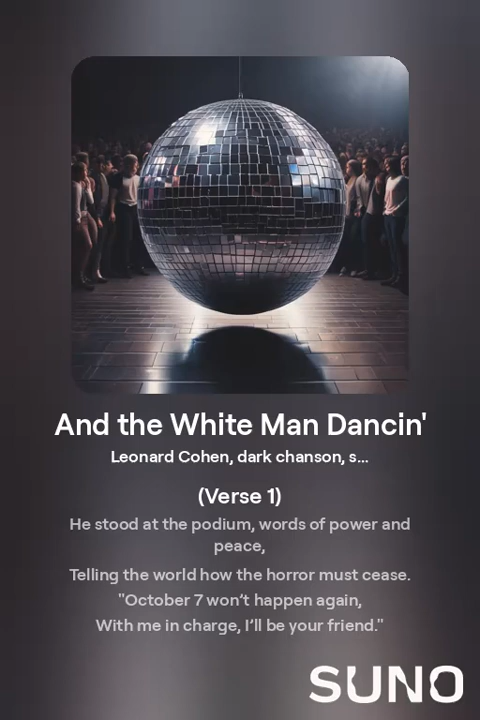 And the White Man Dancin'
Leonard Cohen, dark chanson, s...
(Verse 1)
He stood at the podium, words of power and
peace,
Telling the world how the horror must cease.
"October 7 won’t happen again,
With me in charge, I’ll be your friend."
SUNO